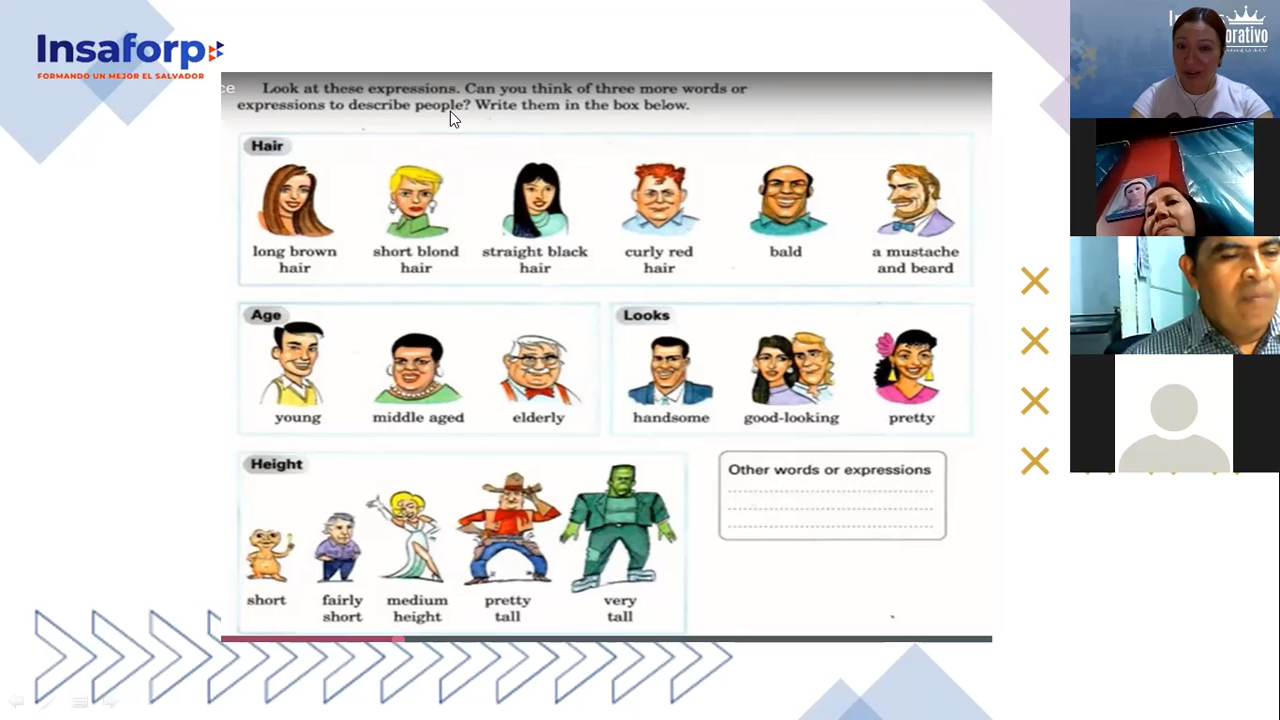 Insaforp
FORMANDO UN MEJOR EL SALVADOR
ce
Look at these expressions. Can you think of three more words or
expressions to describe people? Write them in the box below.
Hair
long brown
hair
short blond
hair
straight black
hair
curly red
hair
bald
a mustache
and beard
Age
young
middle aged
elderly
Looks
handsome
good-looking
pretty
Height
short
fairly
short
medium
height
pretty
tall
very
tall
Other words or expressions
orativo